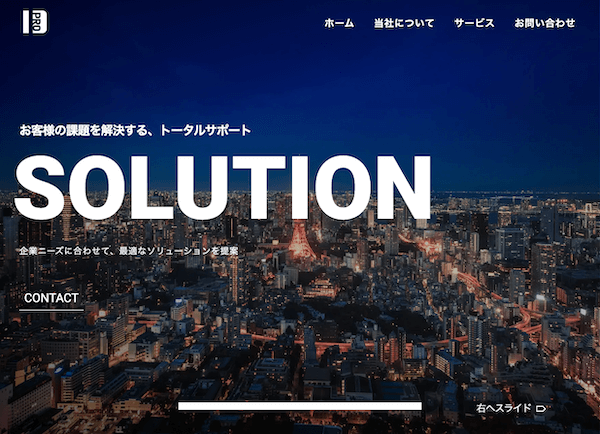 PRO
ホーム 当社について サービス お問い合わせ
お客様の課題を解決する、トータルサポート
SOLUTION
企業ニーズに合わせて、最適なソリューションを提案
CONTACT
右へスライド